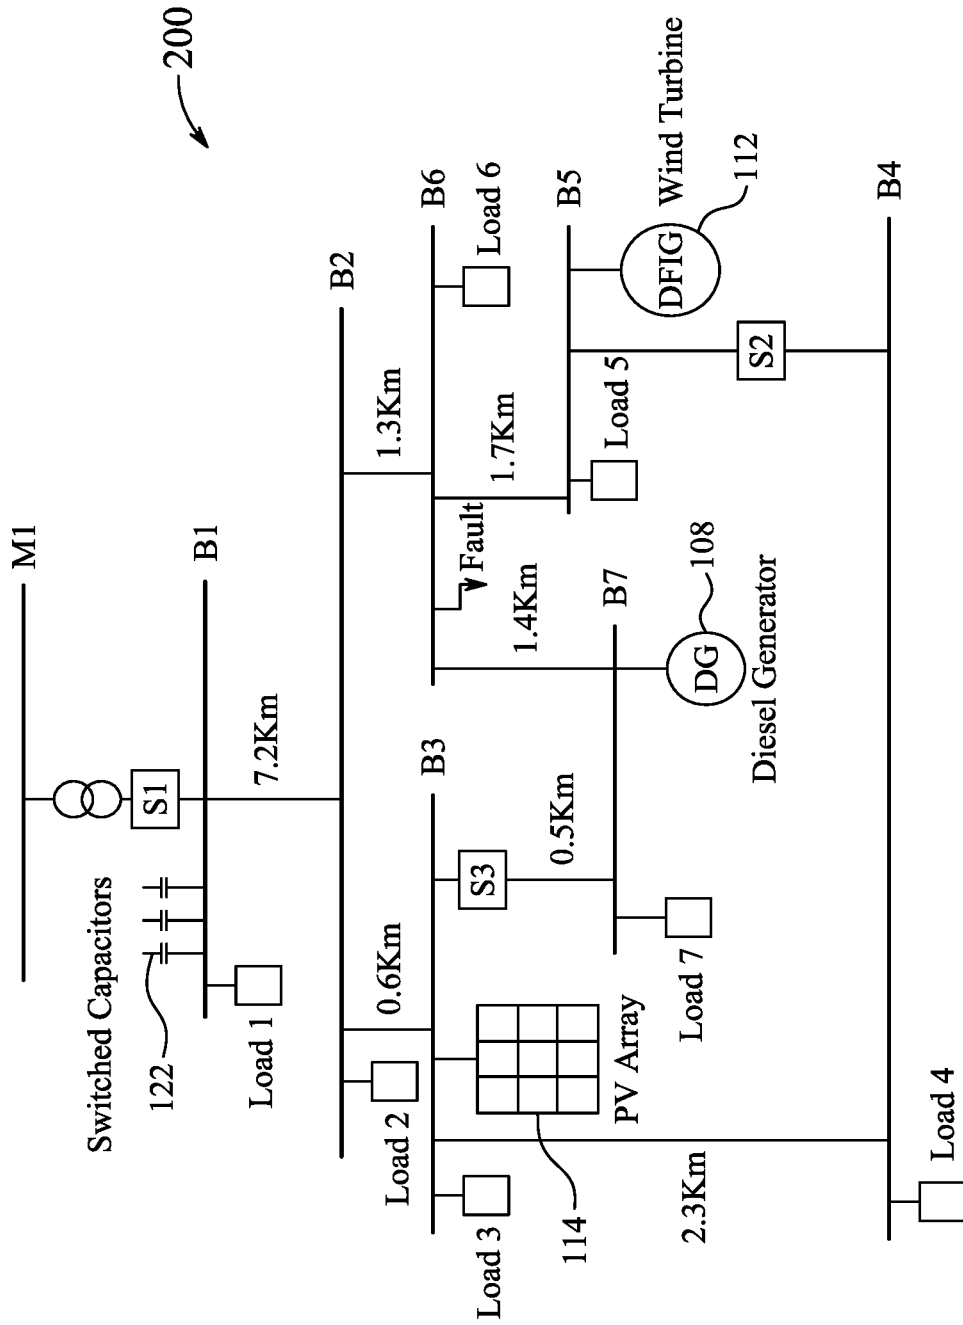 200
M1
Switched Capacitors
122
S1
B1
Load 1
7.2Km
B2
Load 2
0.6Km
1.3Km
B3
B6
Load 6
Load 3
PV Array
114
S3
0.5Km
Fault
1.4Km
1.7Km
B5
Load 5
DFIG
Wind Turbine
112
B7
Load 7
DG
108
Diesel Generator
S2
2.3Km
B4
Load 4